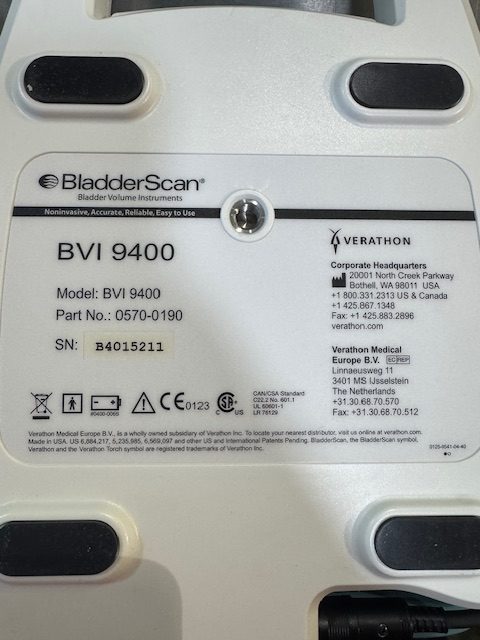 BladderScan®
Bladder Volume Instruments
Noninvasive, Accurate, Reliable, Easy to Use
BVI 9400
Model: BVI 9400
Part No.: 0570-0190
SN: B4015211
VERATHON
Corporate Headquarters
20001 North Creek Parkway
Bothell, WA 98011 USA
+1 800.331.2313 US & Canada
+1 425.867.1348
Fax: +1 425.883.2896
verathon.com
Verathon Medical
Europe B.V. EC REP
Linnaeusweg 11
3401 MS IJsselstein
The Netherlands
+31.30.68.70.570
Fax: +31.30.68.70.512
#0400-0055
CE 0123
C US
CAN/CSA Standard
C22.2 No. 601.1
UL 60601-1
LR 78129
Verathon Medical Europe B.V., is a wholly owned subsidiary of Verathon Inc. To locate your nearest distributor, visit us online at verathon.com.
Made in USA. US 6,884,217, 5,235,985, 6,569,097 and other US and International Patents Pending. BladderScan, the BladderScan symbol,
Verathon and the Verathon Torch symbol are registered trademarks of Verathon Inc.